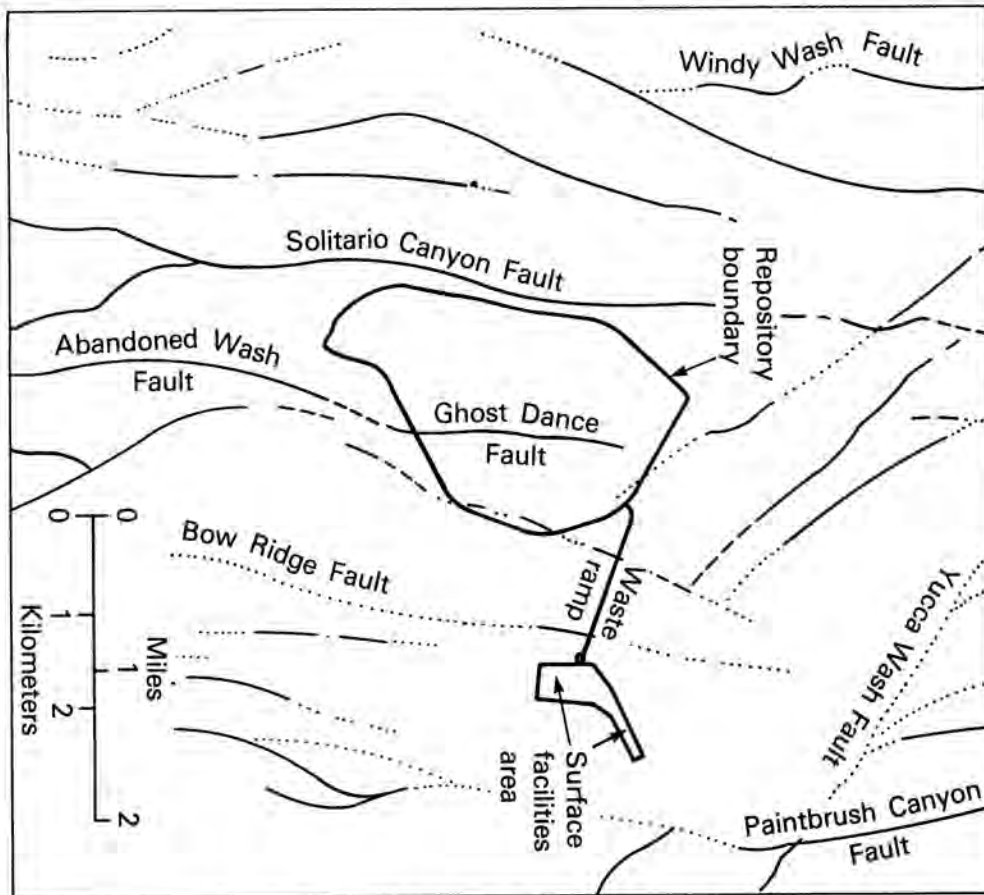 Windy Wash Fault
Solitario Canyon Fault
Repository
boundary
Abandoned Wash
Fault
Ghost Dance
Fault
Bow Ridge Fault
Waste
ramp
Yucca Wash Fault
0 1 2
Miles
0 1 2
Kilometers
Surface
facilities
area
Paintbrush Canyon
Fault